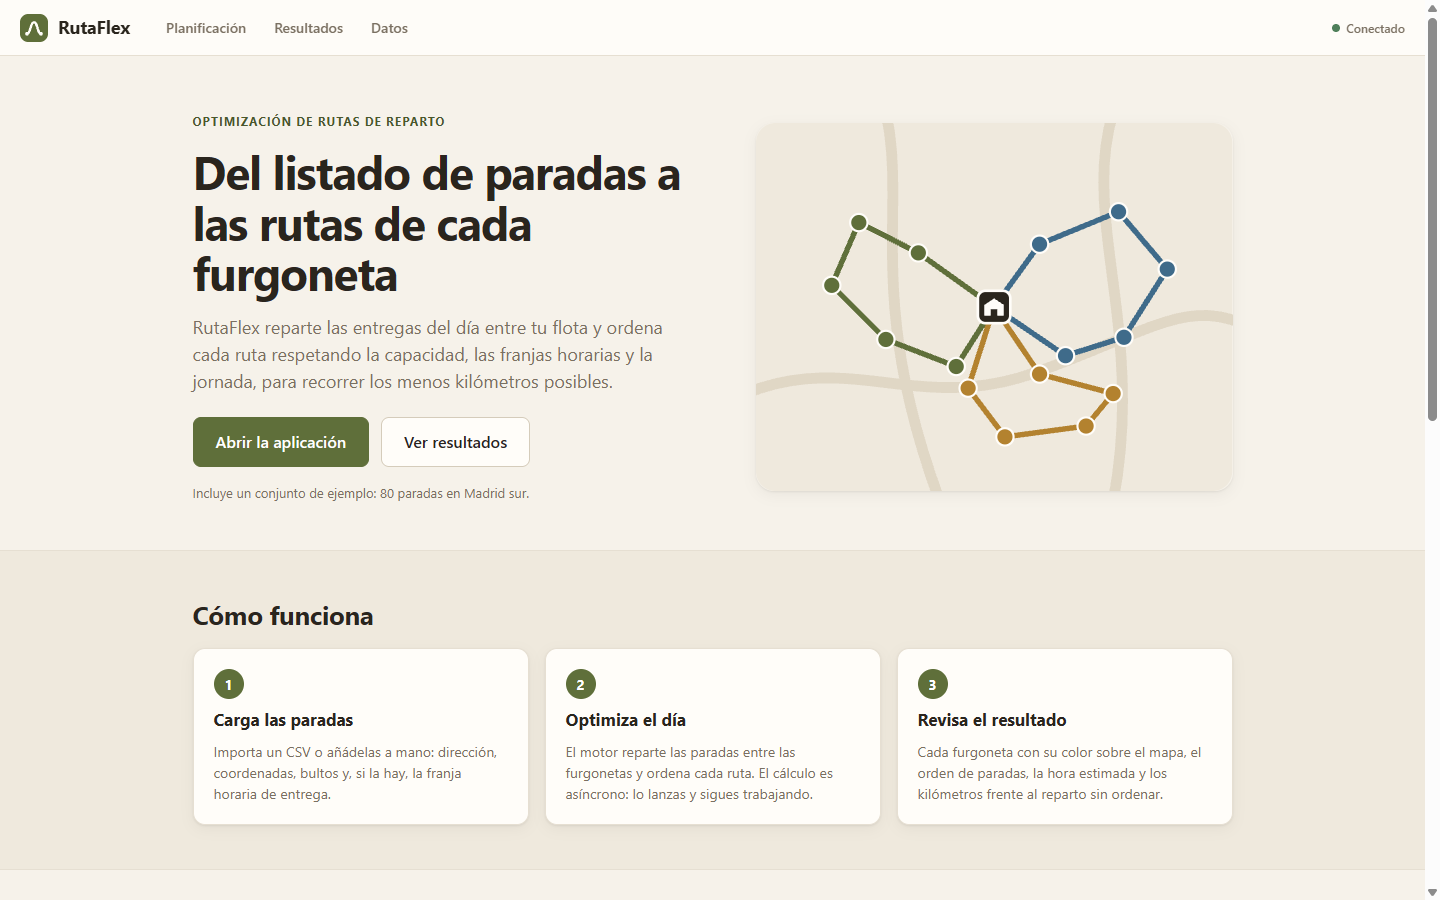 RutaFlex
Planificación
Resultados
Datos
Conectado
OPTIMIZACIÓN DE RUTAS DE REPARTO
Del listado de paradas a
las rutas de cada
furgoneta
RutaFlex reparte las entregas del día entre tu flota y ordena
cada ruta respetando la capacidad, las franjas horarias y la
jornada, para recorrer los menos kilómetros posibles.
Abrir la aplicación
Ver resultados
Incluye un conjunto de ejemplo: 80 paradas en Madrid sur.
Cómo funciona
1
Carga las paradas
Importa un CSV o añádelas a mano: dirección,
coordenadas, bultos y, si la hay, la franja
horaria de entrega.
2
Optimiza el día
El motor reparte las paradas entre las
furgonetas y ordena cada ruta. El cálculo es
asíncrono: lo lanzas y sigues trabajando.
3
Revisa el resultado
Cada furgoneta con su color sobre el mapa, el
orden de paradas, la hora estimada y los
kilómetros frente al reparto sin ordenar.